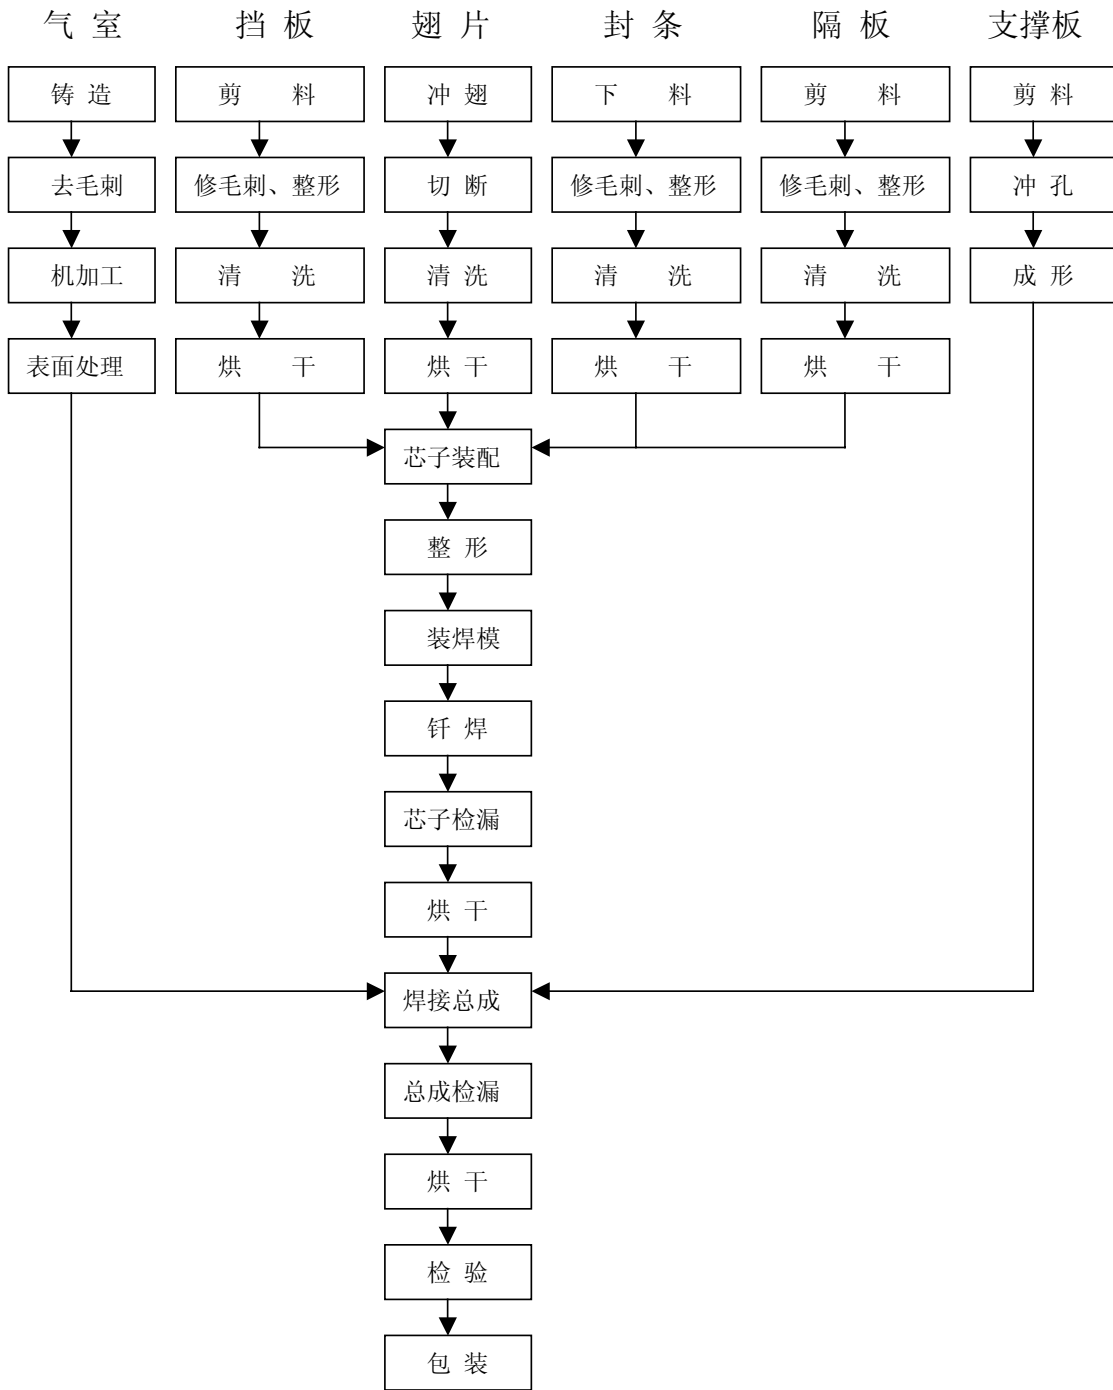 气 室 挡 板 翅 片 封 条 隔 板 支撑板
铸 造 剪 料 冲 翅 下 料 剪 料 剪 料
去毛刺 修毛刺、整形 切 断 修毛刺、整形 修毛刺、整形 冲 孔
机加工 清 洗 清 洗 清 洗 清 洗 成 形
表面处理 烘 干 烘 干 烘 干 烘 干
芯子装配
整 形
装焊模
钎 焊
芯子检漏
烘 干
焊接总成
总成检漏
烘 干
检 验
包 装